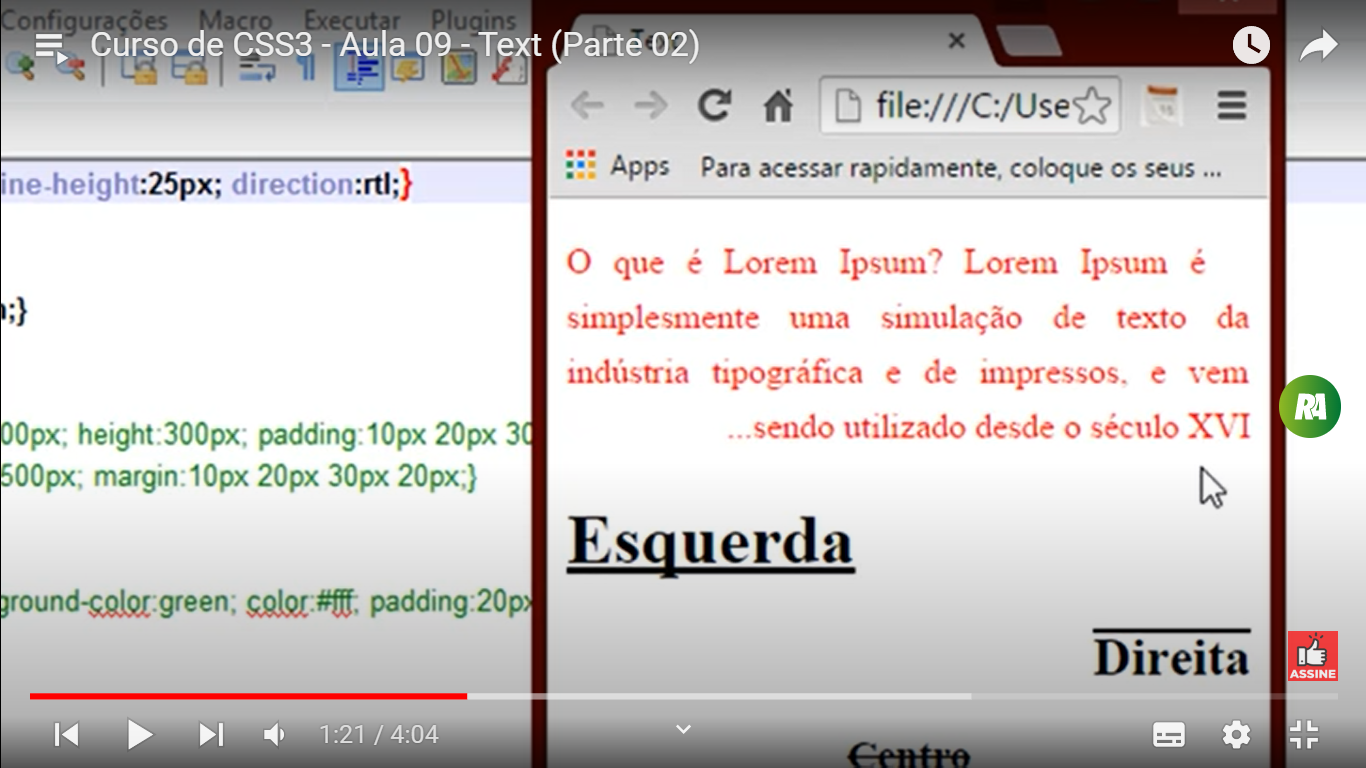 Configurações Macro Executar Plugins
Curso de CSS3 - Aula 09 - Text (Parte 02)
file:///C:/Use
Apps Para acessar rapidamente, coloque os seus ...
ine-height:25px; direction:rtl;}
O que é Lorem Ipsum? Lorem Ipsum é
simplesmente uma simulação de texto da
indústria tipográfica e de impressos, e vem
...sendo utilizado desde o século XVI
;}
00px; height:300px; padding:10px 20px 30
500px; margin:10px 20px 30px 20px;}
RA
Esquerda
ground-color:green; color:#fff; padding:20px
Direita
ASSINE
1:21 / 4:04
Centro